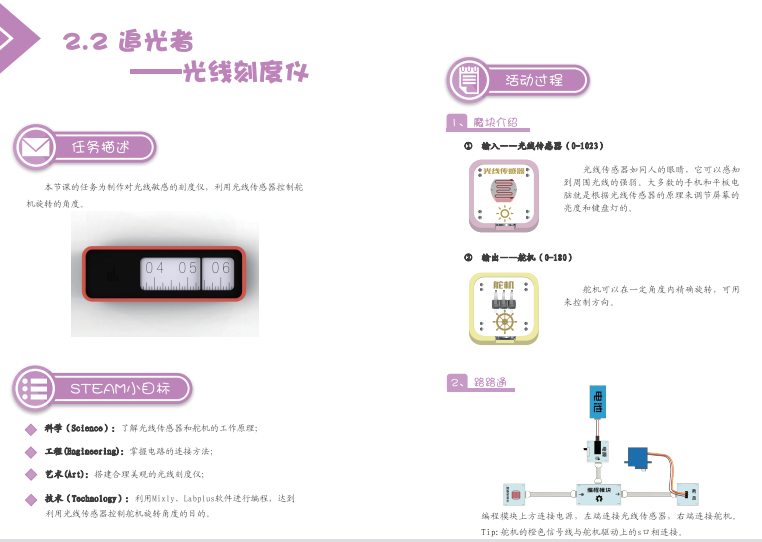 2.2 追光者
——光线刻度仪
任务描述
本节课的任务为制作对光线敏感的刻度仪，利用光线传感器控制舵
机旋转的角度。
04 05 06
STEAM小目标
科学（Science）：了解光线传感器和舵机的工作原理；
工程(Engineering)：掌握电路的连接方法；
艺术(Art)：搭建合理美观的光线刻度仪；
技术（Technology）：利用Mixly、Labplus软件进行编程，达到
利用光线传感器控制舵机旋转角度的目的。
活动过程
1、魔块介绍
① 输入——光线传感器（0-1023）
光线传感器
光线传感器如同人的眼睛，它可以感知
到周围光线的强弱。大多数的手机和平板电
脑就是根据光线传感器的原理来调节屏幕的
亮度和键盘灯的。
② 输出——舵机（0-180）
舵机
舵机可以在一定角度内精确旋转，可用
来控制方向。
2、路路通
电池
编程模块
编程模块上方连接电源，左端连接光线传感器，右端连接舵机。
Tip:舵机的橙色信号线与舵机驱动上的s口相连接。